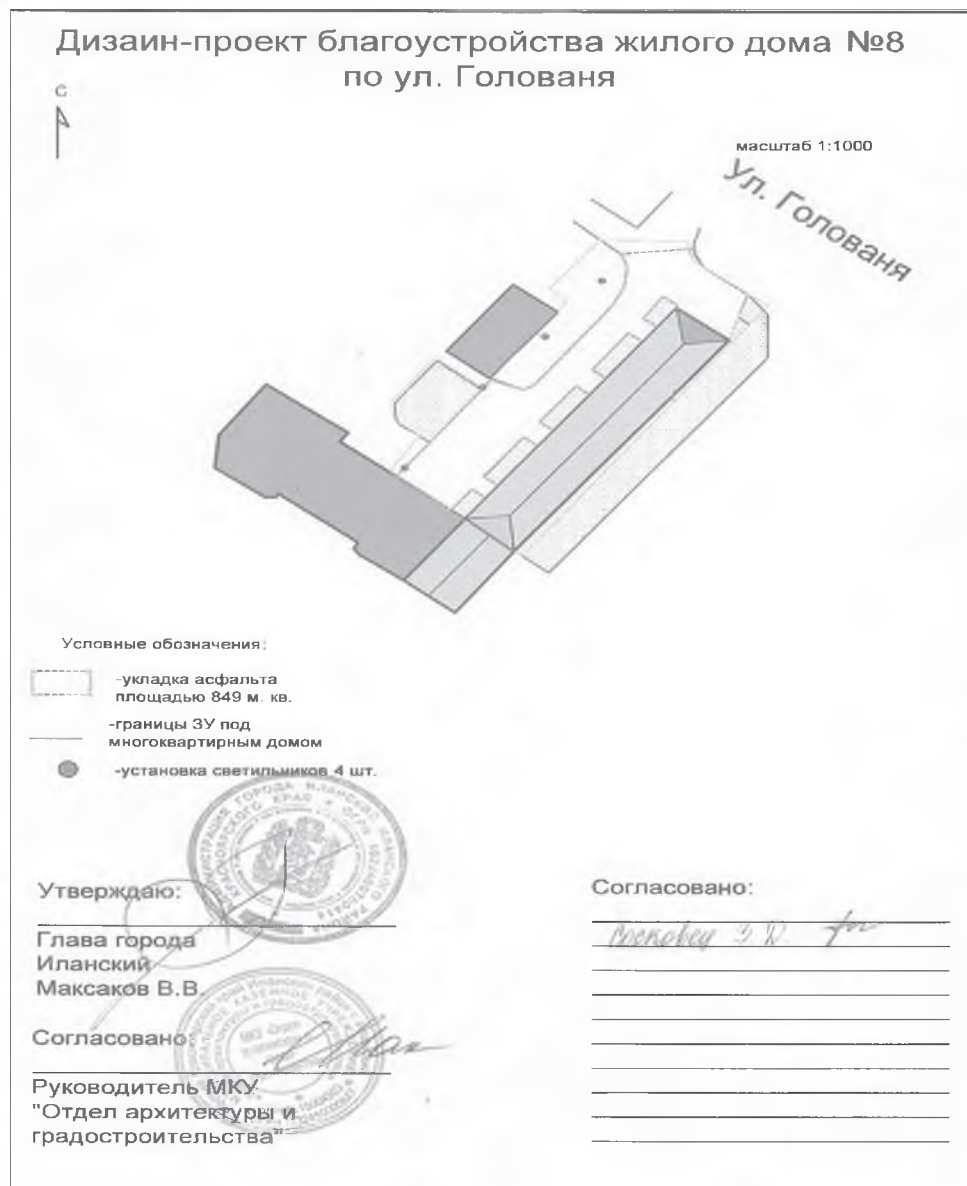 Дизаин-проект благоустройства жилого дома №8
по ул. Голованя
С
масштаб 1:1000
Ул. Голованя
Условные обозначения:
-укладка асфальта
площадью 849 м. кв.
-границы ЗУ под
многоквартирным домом
-установка светильников 4 шт.
Утверждаю:
Глава города
Иланский
Максаков В.В.
Согласовано:
Руководитель МКУ
"Отдел архитектуры и
градостроительства"
Согласовано: